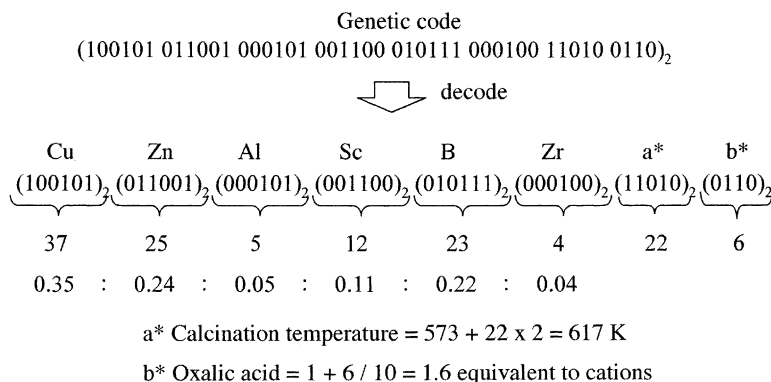 Genetic code
(100101 011001 000101 001100 010111 000100 11010 0110)₂
decode
Cu Zn Al Sc B Zr a* b*
(100101)₂ (011001)₂ (000101)₂ (001100)₂ (010111)₂ (000100)₂ (11010)₂ (0110)₂
37 25 5 12 23 4 22 6
0.35 : 0.24 : 0.05 : 0.11 : 0.22 : 0.04
a* Calcination temperature = 573 + 22 x 2 = 617 K
b* Oxalic acid = 1 + 6 / 10 = 1.6 equivalent to cations